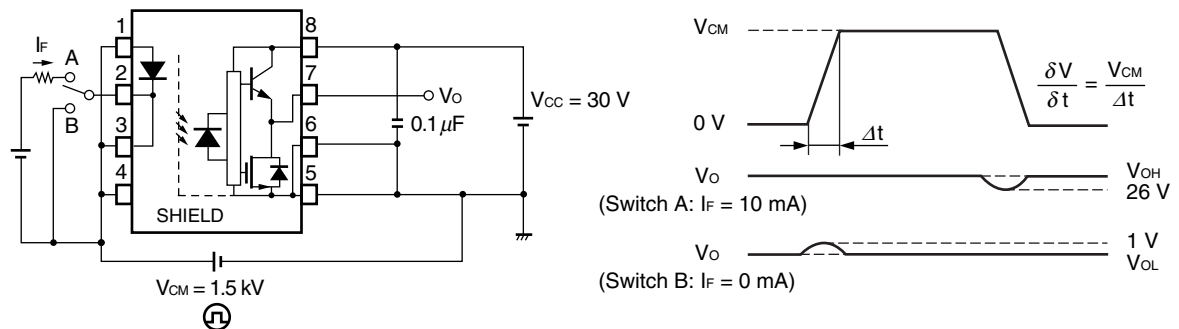 1
2
3
4
8
7
6
5
IF
A
B
SHIELD
VO
0.1 μF
VCC = 30 V
VCM = 1.5 kV
VCM
0 V
Δt
δV
δt
=
VCM
Δt
VO
(Switch A: IF = 10 mA)
VOH
26 V
VO
(Switch B: IF = 0 mA)
1 V
VOL